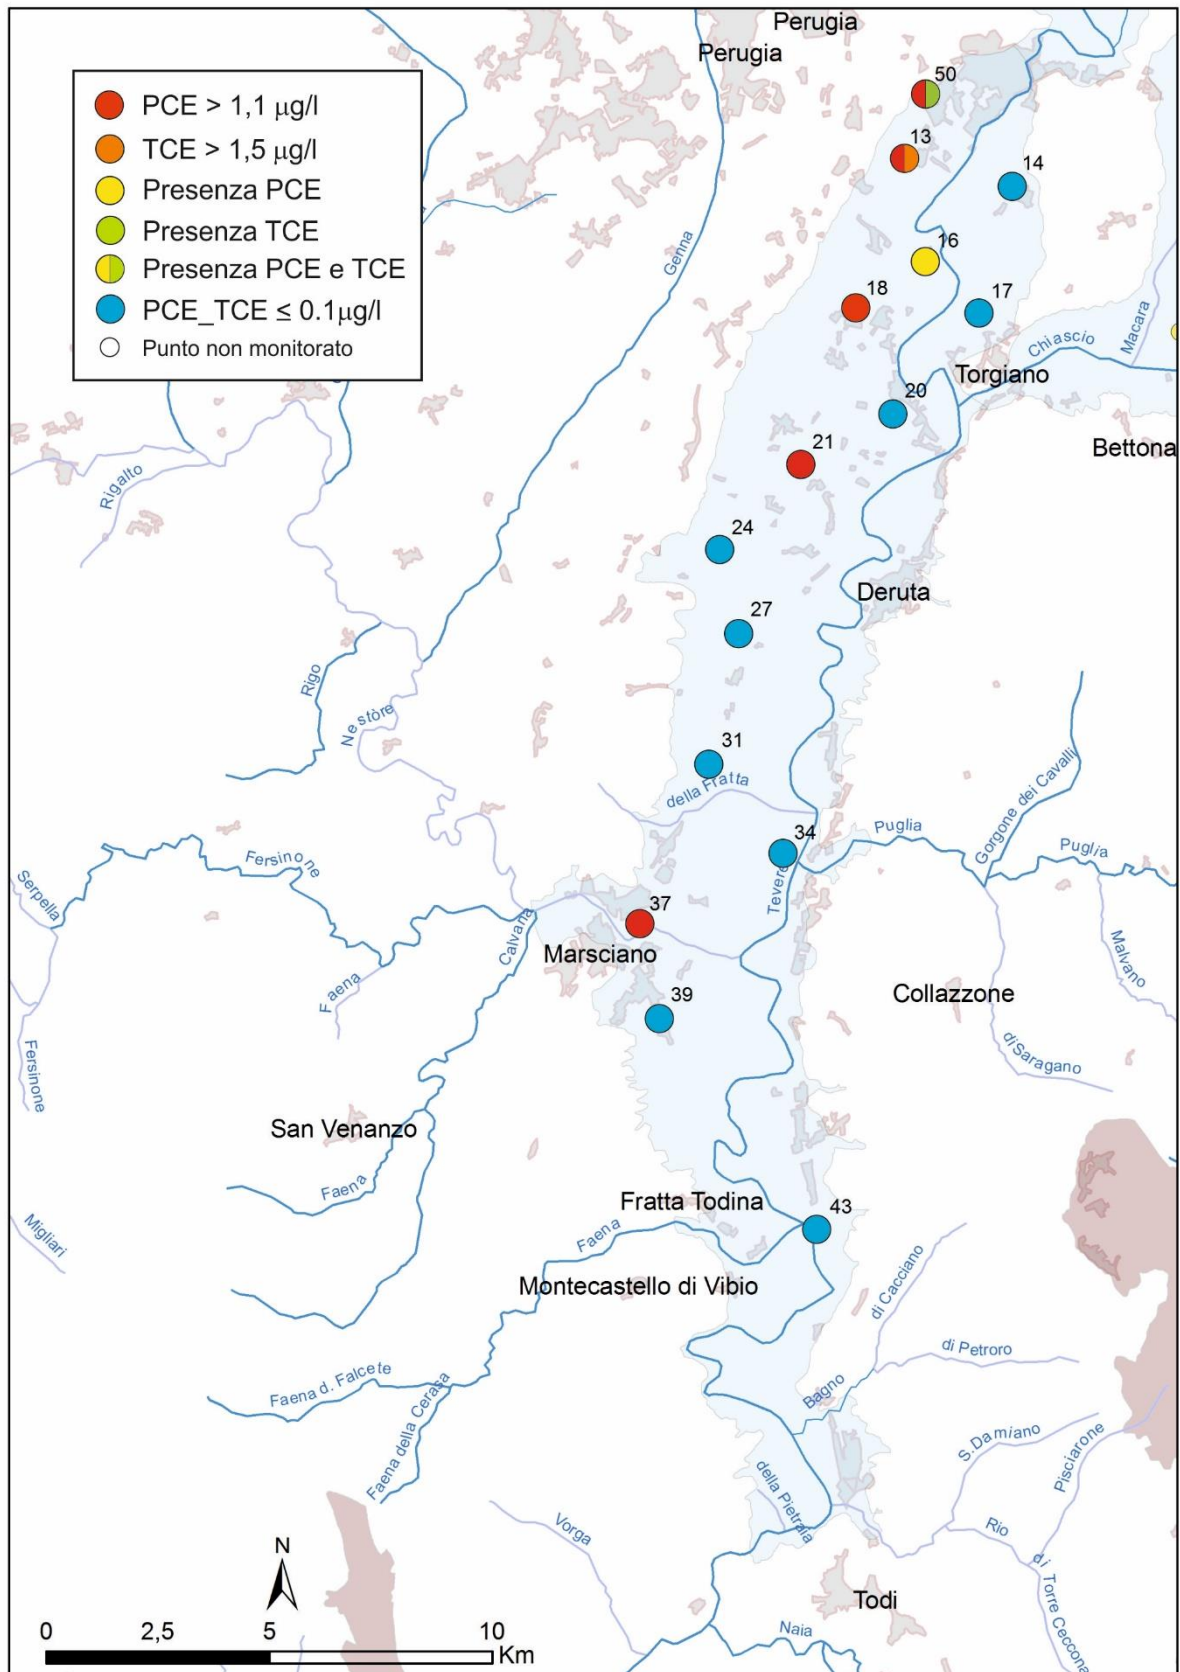 Perugia
Perugia
PCE > 1,1 µg/l
TCE > 1,5 µg/l
Presenza PCE
Presenza TCE
Presenza PCE e TCE
PCE_TCE ≤ 0.1µg/l
Punto non monitorato
50
13
14
16
17
18
Genna
Chiascio
Macara
Torgiano
20
Bettona
21
Rigalto
24
Deruta
27
Rigo
Nestòre
31
della Fratta
Gorgone dei Cavalli
34
Puglia
Puglia
Tevere
Fersinone
Serpella
37
Calvana
Marsciano
Malvano
Faena
Collazzone
39
di Saragano
Fersinone
San Venanzo
Faena
Fratta Todina
43
Migliari
Faena
di Cacciano
Montecastello di Vibio
di Petroro
Faena d. Falcete
Bagno
Faena della Cerasa
S.Damiano
Pisciarone
della Pietraia
Vorga
Rio
di Torre Ceccona
N
Todi
Naia
0 2,5 5 10
Km